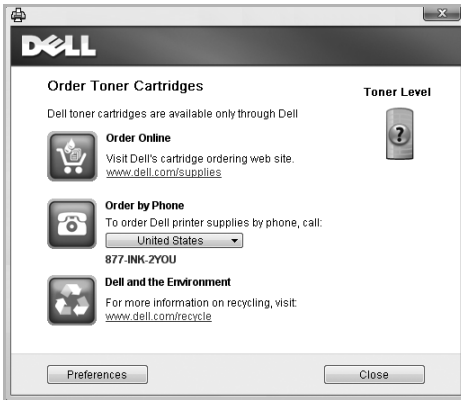 DELL
Order Toner Cartridges
Toner Level
Dell toner cartridges are available only through Dell
?
Order Online
Visit Dell's cartridge ordering web site.
www.dell.com/supplies
Order by Phone
To order Dell printer supplies by phone, call:
United States
877-INK-2YOU
Dell and the Environment
For more information on recycling, visit:
www.dell.com/recycle
Preferences
Close